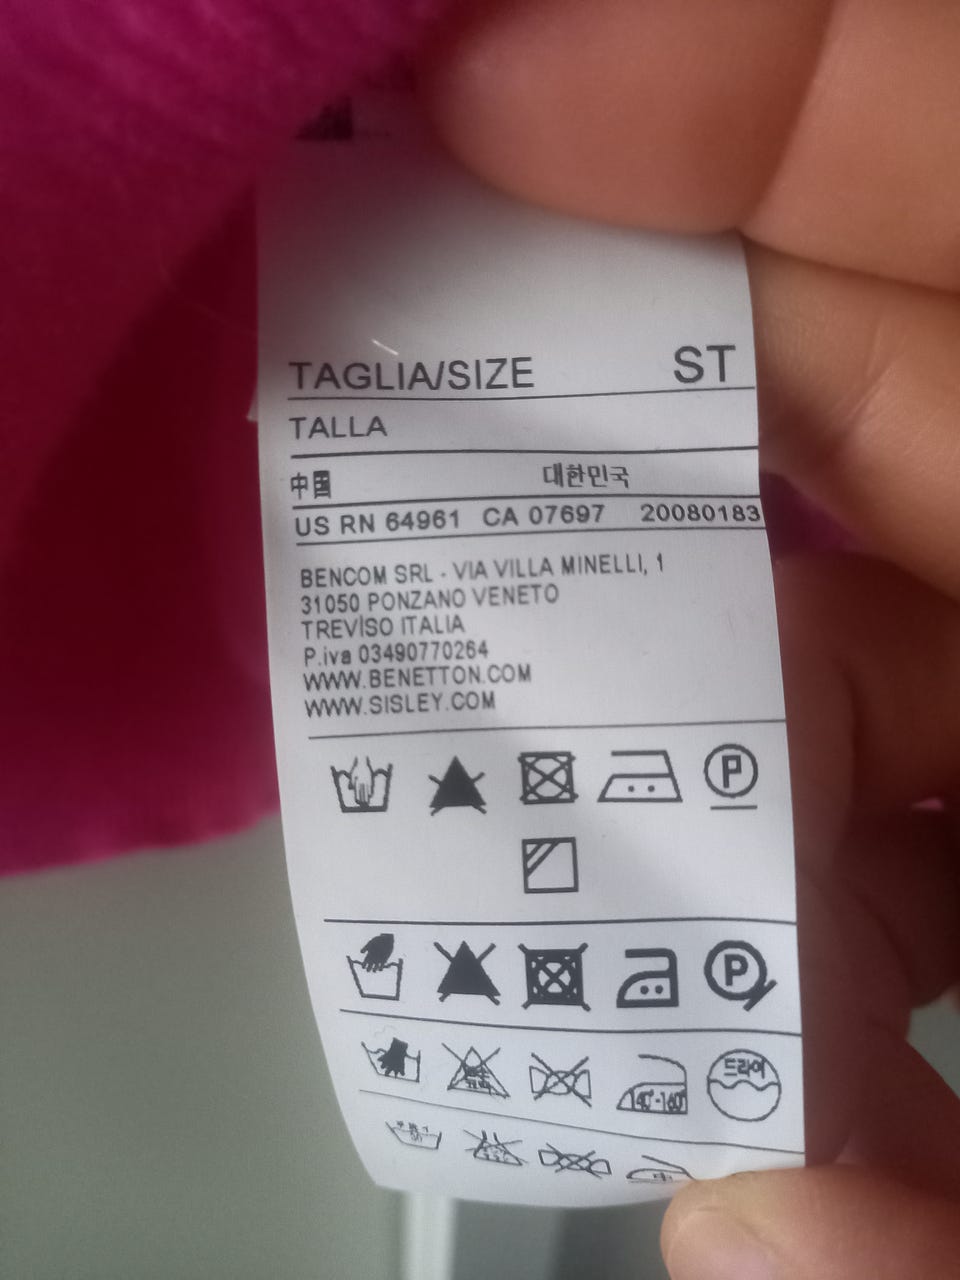 TAGLIA/SIZE ST
TALLA
中国 대한민국
US RN 64961 CA 07697 20080183
BENCOM SRL - VIA VILLA MINELLI, 1
31050 PONZANO VENETO
TREVISO ITALIA
P.iva 03490770264
WWW.BENETTON.COM
WWW.SISLEY.COM
P
P
140°-160° 드라이
中